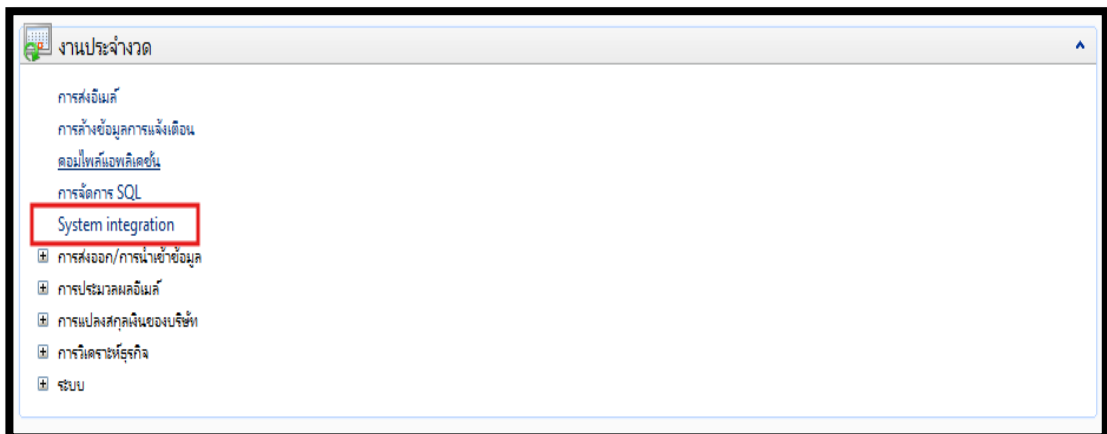 งานประจำงวด
การส่งอีเมล์
การล้างข้อมูลการแจ้งเตือน
คอมไพล์แอพลิเคชั่น
การจัดการ SQL
System integration
การส่งออก/การนำเข้าข้อมูล
การประมวลผลอีเมล์
การแปลงสกุลเงินของบริษัท
การวิเคราะห์ธุรกิจ
ระบบ